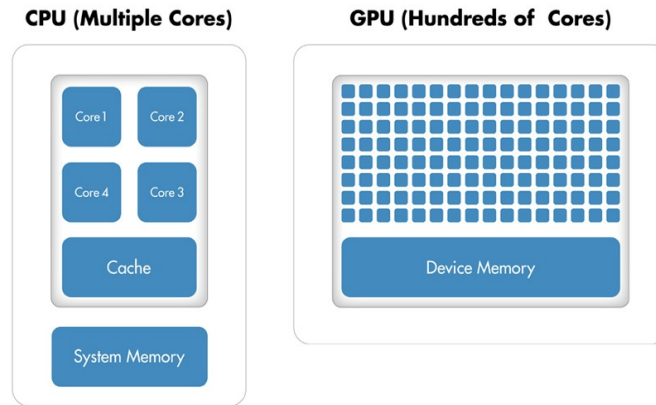 CPU (Multiple Cores)
Core 1
Core 2
Core 4
Core 3
Cache
System Memory
GPU (Hundreds of Cores)
Device Memory